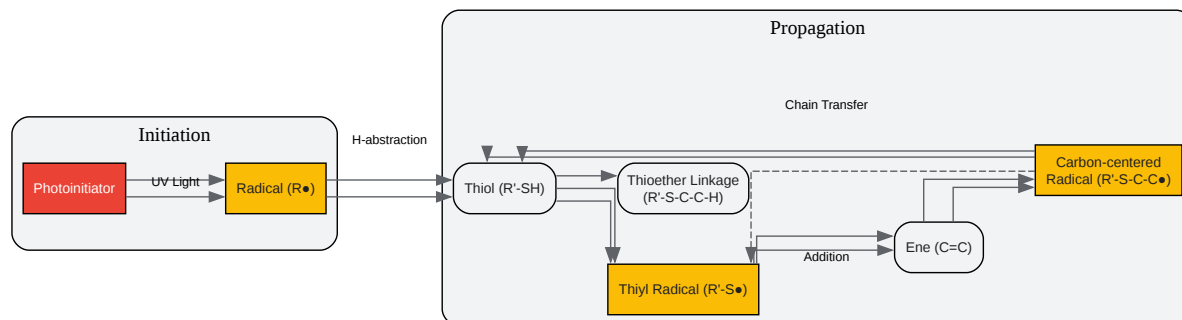 Propagation
Chain Transfer
Initiation
H-abstraction
Photoinitiator
UV Light
Radical (R●)
Thiol (R'-SH)
Thioether Linkage
(R'-S-C-C-H)
Carbon-centered
Radical (R'-S-C-C●)
Ene (C=C)
Addition
Thiyl Radical (R'-S●)